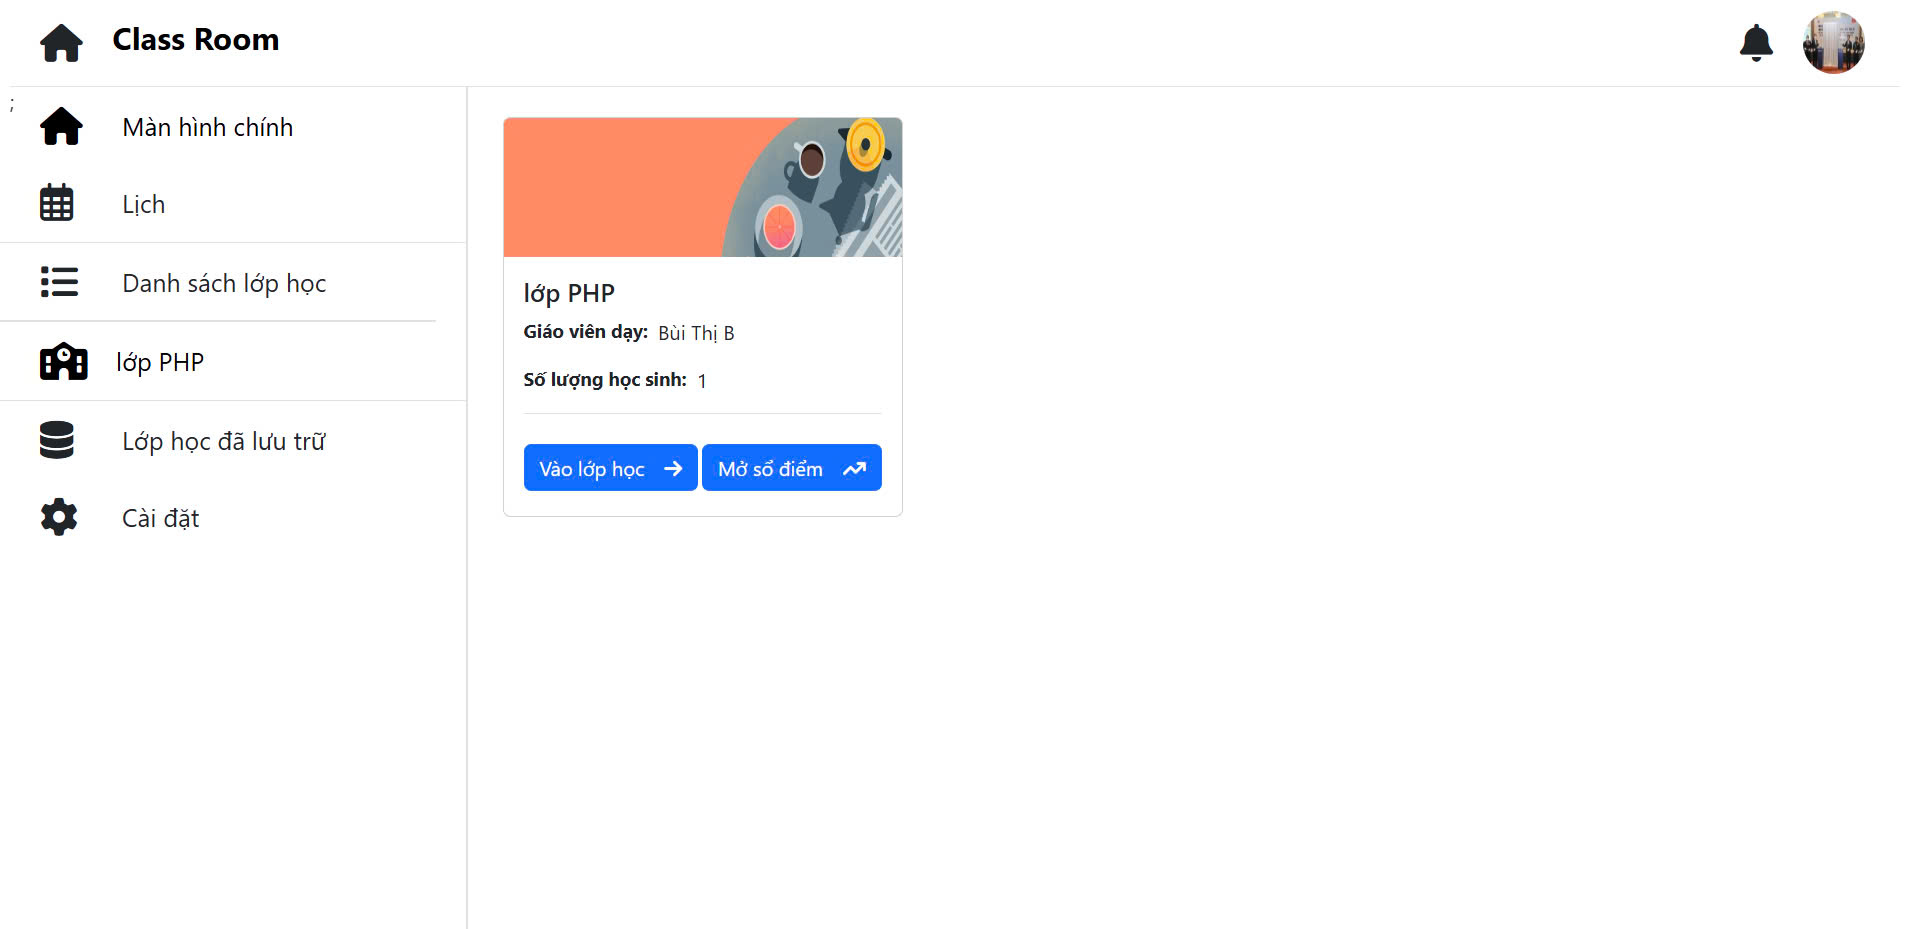 Class Room
;
Màn hình chính
Lịch
Danh sách lớp học
lớp PHP
Lớp học đã lưu trữ
Cài đặt
lớp PHP
Giáo viên dạy: Bùi Thị B
Số lượng học sinh: 1
Vào lớp học
Mở sổ điểm